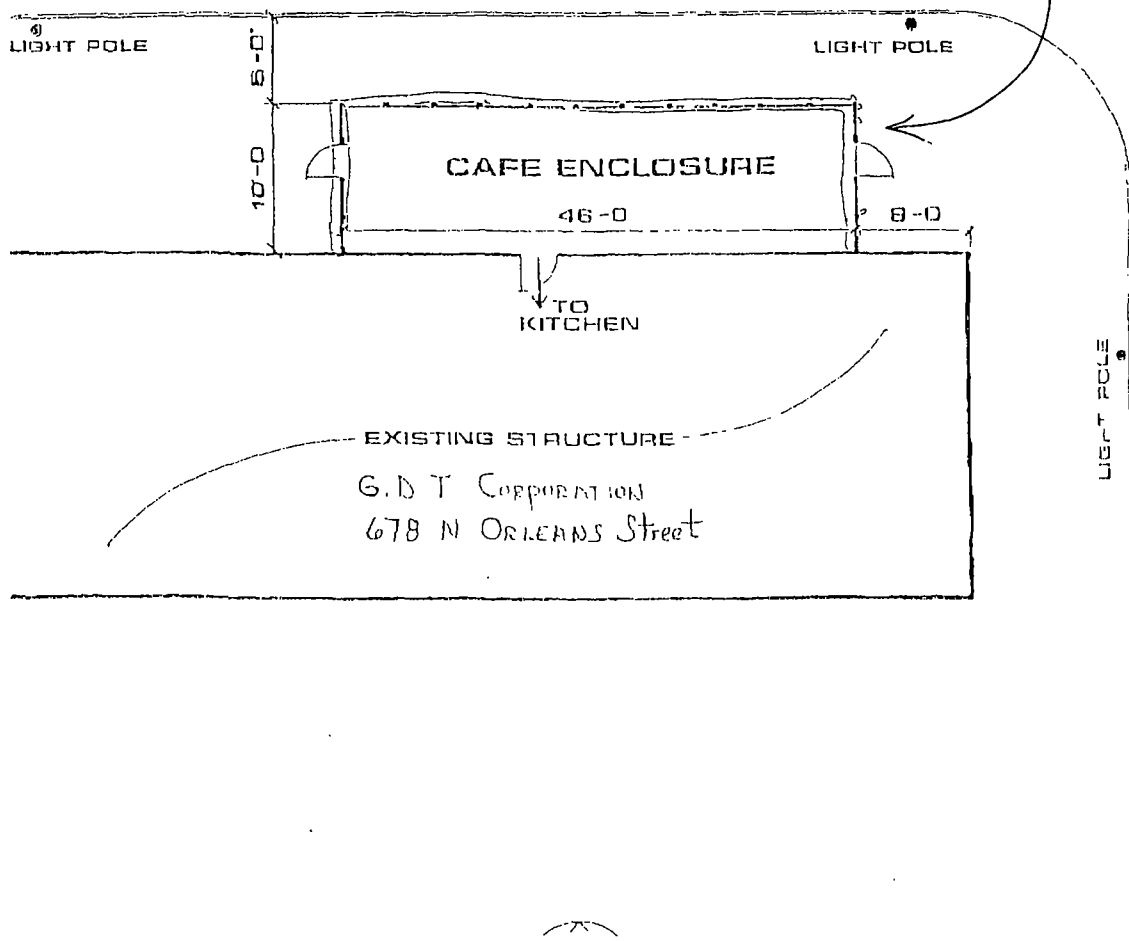 LIGHT POLE
LIGHT POLE
5-0
10-0
CAFE ENCLOSURE
46-0
8-0
TO
KITCHEN
LIGHT POLE
EXISTING STRUCTURE
G.D T CORPORATION
678 N ORLEANS Street